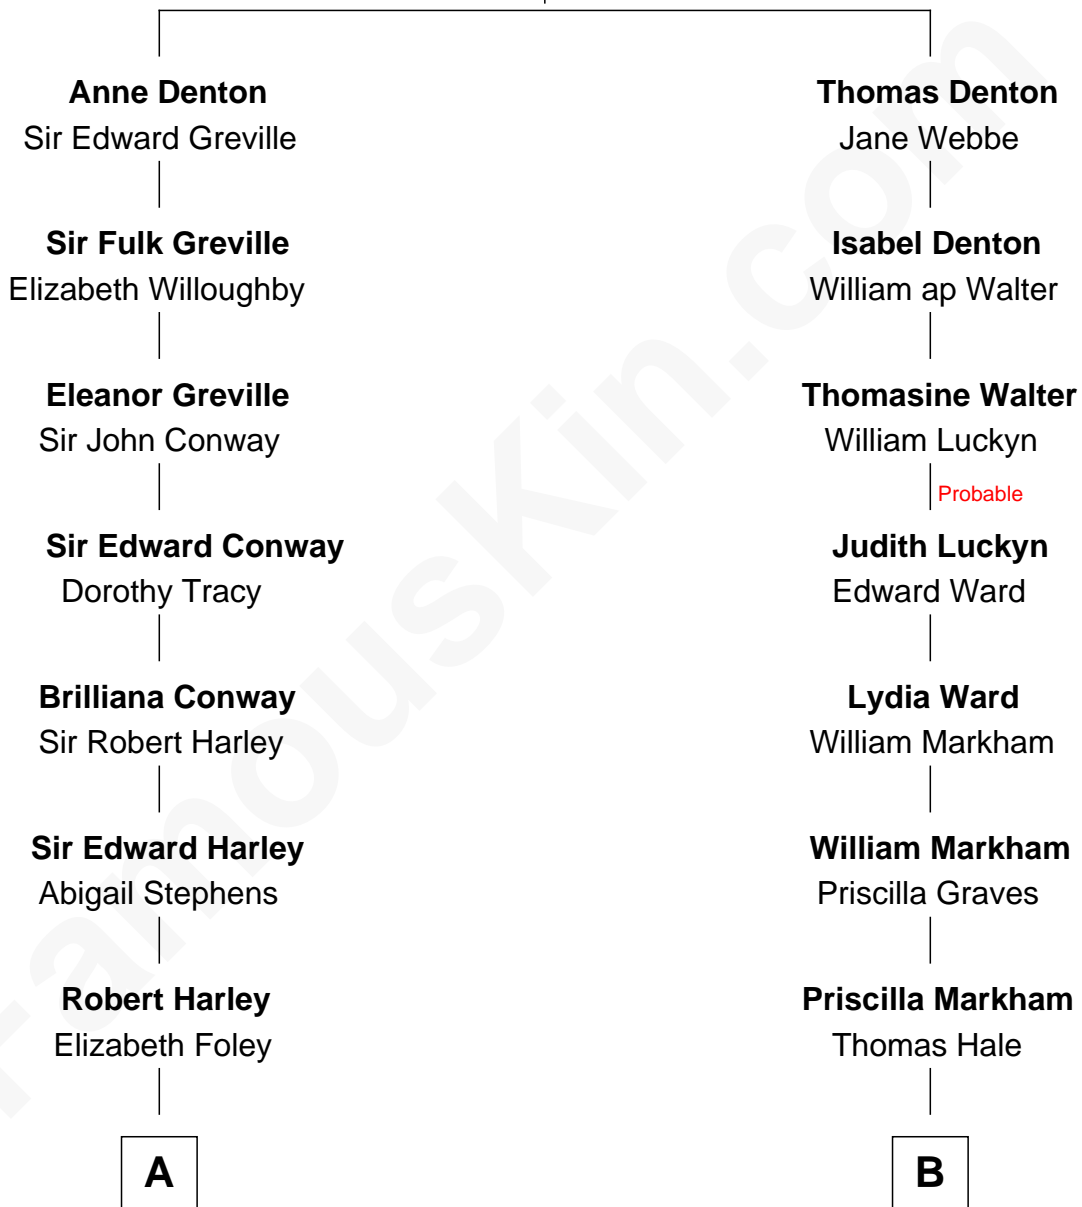 Anne Denton
Sir Edward Greville
Sir Fulk Greville
Elizabeth Willoughby
Eleanor Greville
Sir John Conway
Sir Edward Conway
Dorothy Tracy
Brilliana Conway
Sir Robert Harley
Sir Edward Harley
Abigail Stephens
Robert Harley
Elizabeth Foley
A
Thomas Denton
Jane Webbe
Isabel Denton
William ap Walter
Thomasine Walter
William Luckyn
Probable
Judith Luckyn
Edward Ward
Lydia Ward
William Markham
William Markham
Priscilla Graves
Priscilla Markham
Thomas Hale
B
FamousKin.com